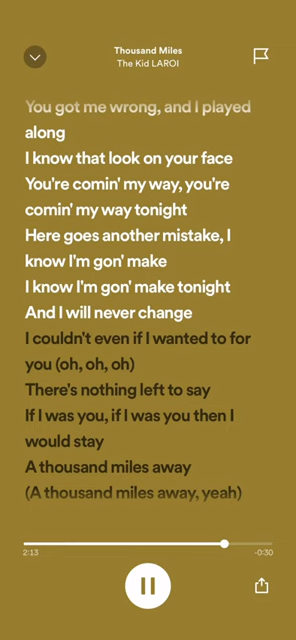 Thousand Miles
The Kid LAROI
You got me wrong, and I played
along
I know that look on your face
You're comin' my way, you're
comin' my way tonight
Here goes another mistake, I
know I'm gon' make
I know I'm gon' make tonight
And I will never change
I couldn't even if I wanted to for
you (oh, oh, oh)
There's nothing left to say
If I was you, if I was you then I
would stay
A thousand miles away
(A thousand miles away, yeah)
2:13
-0:30